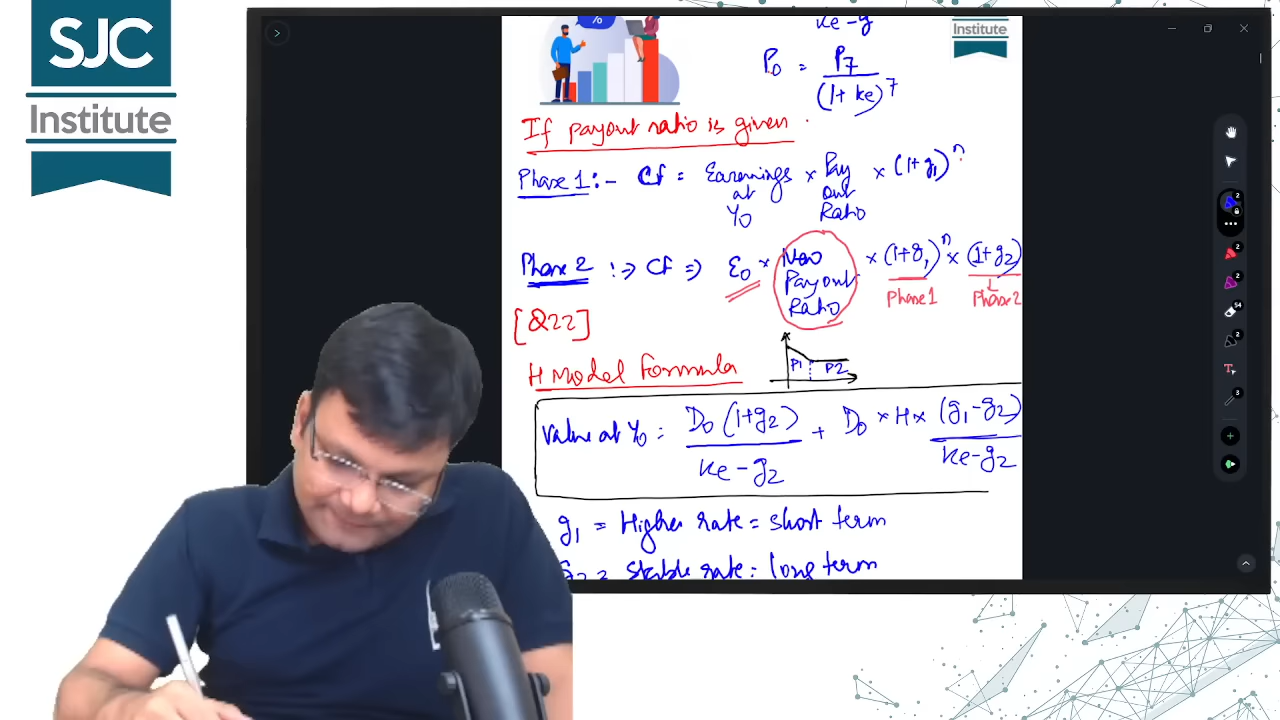 SJC
Institute
%
Institute
ke-g
P0 = P7
(1+ ke)^7
If payout ratio is given .
Phase 1 :- Cf = Earnings at Y0 × Pay out Ratio × (1+g1)^n
Phase 2 :→ Cf ⇒ E0 × New Payout Ratio × (1+g1)^n × (1+g2)
Phase 1 Phase 2
[Q22]
H Model Formula
P1 P2
Value at Y0 = D0 (1+g2) / ke-g2 + D0 × H × (g1-g2) / ke-g2
g1 = Higher rate = short term
g2 = Stable rate = long term